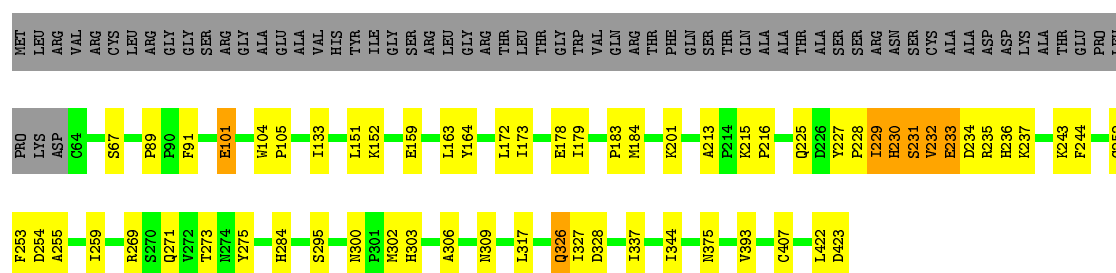 MET LEU ARG VAL ARG CYS LEU ARG GLY GLY SER ARG GLY ALA GLU ALA VAL HIS TYR ILE GLY SER ARG LEU GLY ARG THR LEU THR GLY TRP VAL GLN ARG THR PHE GLN SER THR GLN ALA ALA THR ALA SER SER ARG ASN SER CYS ALA ALA ASP ASP LYS ALA THR GLU PRO
PRO LYS ASP C64 S67 P89 P90 F91 E101 W104 P105 I133 L151 K152 E159 L163 Y164 L172 I173 E178 I179 P183 M184 K201 A213 P214 K215 P216 Q225 D226 Y227 P228 I229 H230 S231 V232 E233 D234 R235 H236 K237 K243 F244
F253 D254 A255 I259 R269 S270 Q271 V272 T273 N274 Y275 H284 S295 N300 P301 M302 H303 A306 N309 L317 Q326 I327 D328 I337 I344 N375 V393 C407 L422 D423